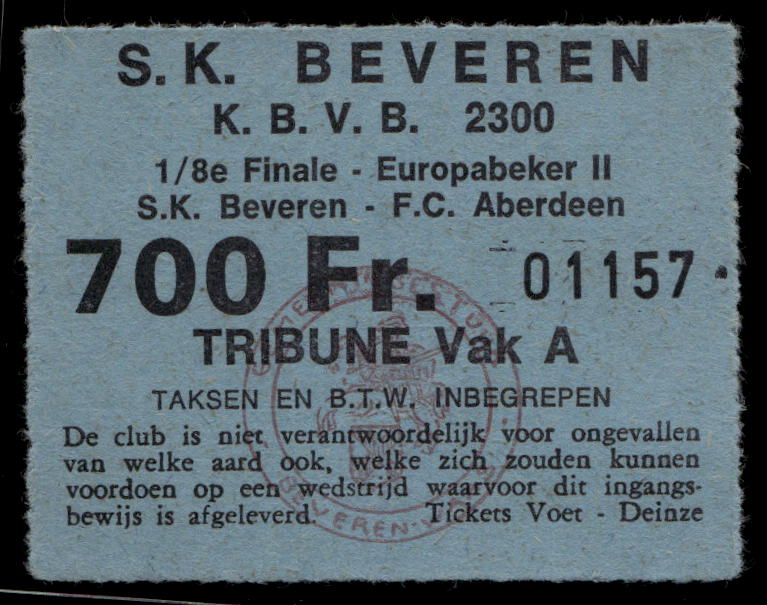 S.K. BEVEREN
K. B. V. B. 2300
1/8e Finale - Europabeker II
S.K. Beveren - F.C. Aberdeen
700 Fr. 01157
TRIBUNE Vak A
TAKSEN EN B.T.W. INBEGREPEN
De club is niet verantwoordelijk voor ongevallen
van welke aard ook, welke zich zouden kunnen
voordoen op een wedstrijd waarvoor dit ingangs-
bewijs is afgeleverd. Tickets Voet - Deinze
BEVEREN